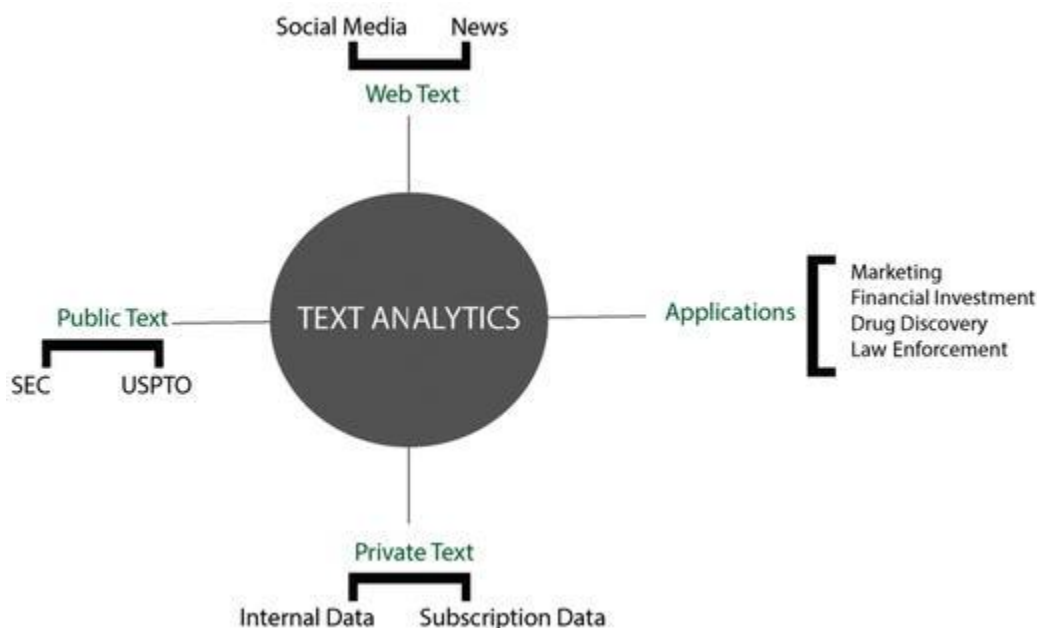 Social Media News
Web Text
TEXT ANALYTICS
Public Text
SEC USPTO
Applications
Marketing
Financial Investment
Drug Discovery
Law Enforcement
Private Text
Internal Data Subscription Data